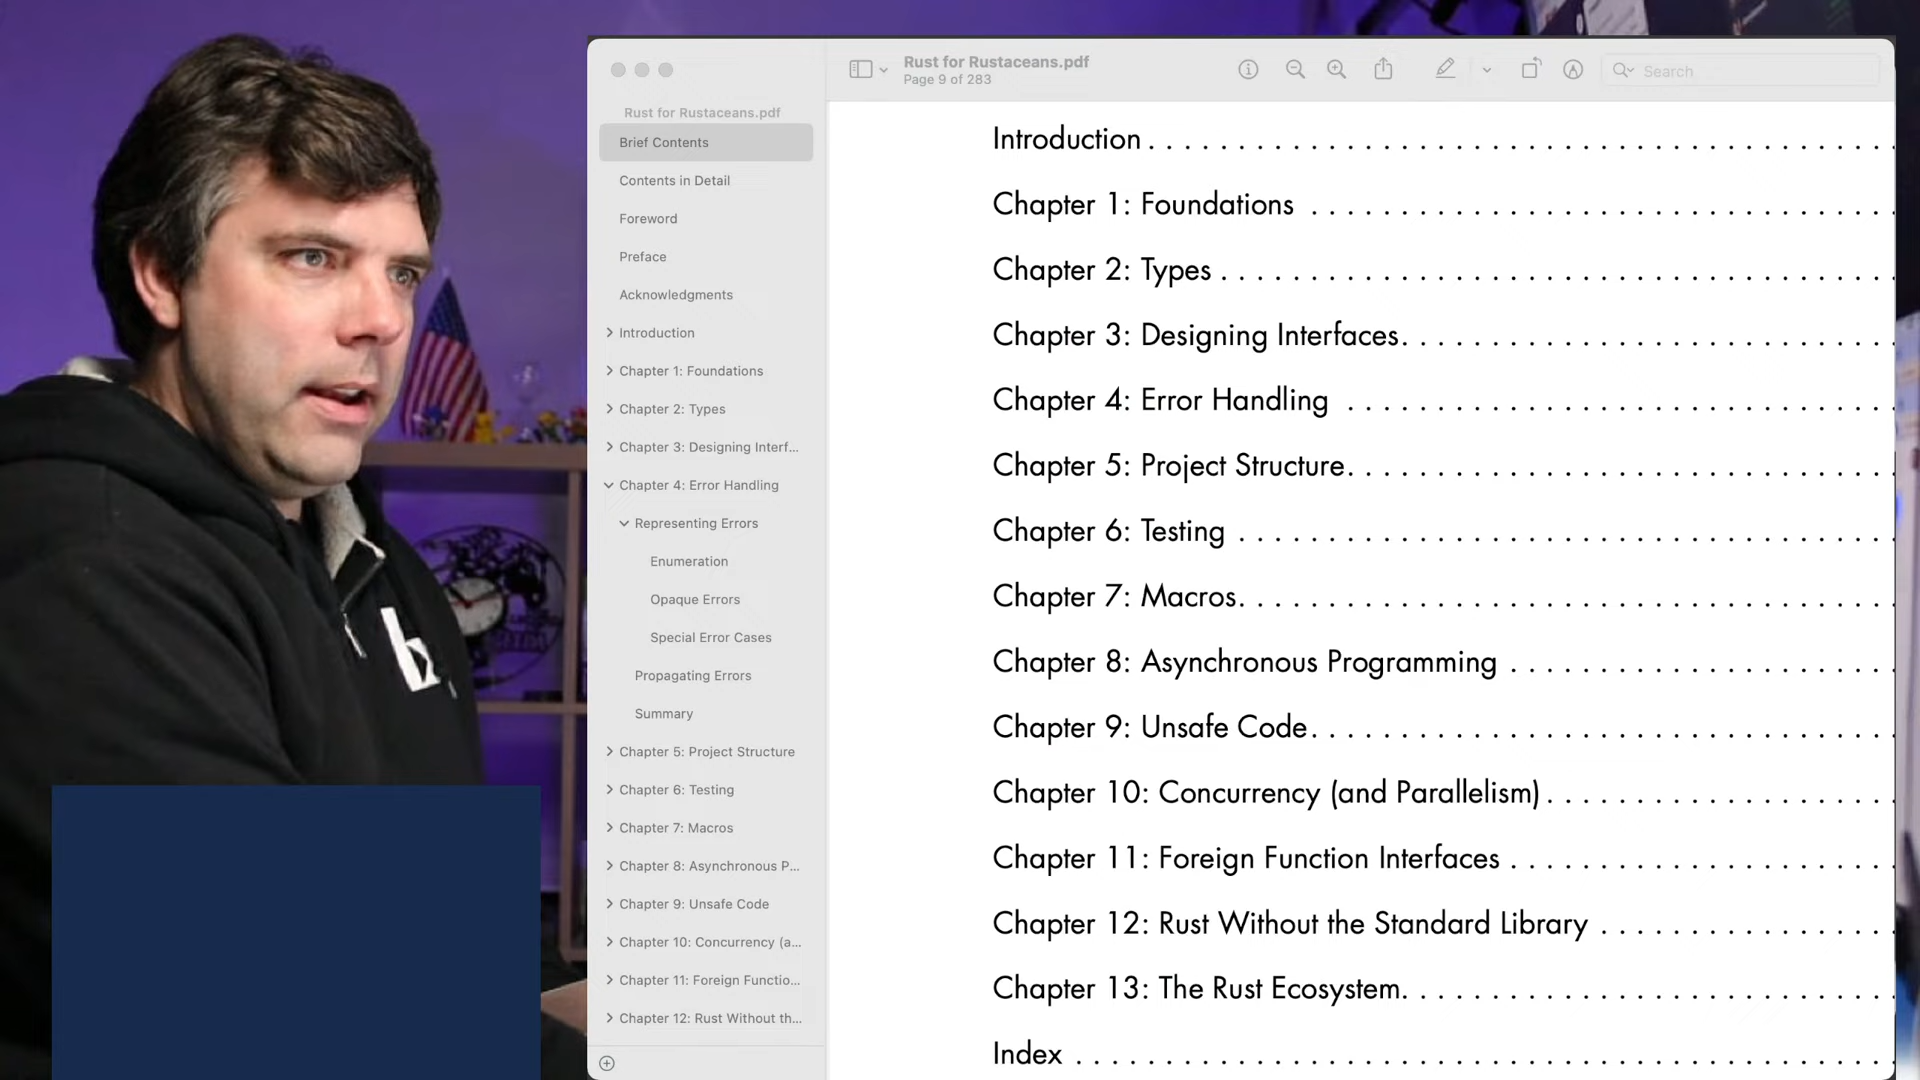 Rust for Rustaceans.pdf
Page 9 of 283
Search
Rust for Rustaceans.pdf
Brief Contents
Contents in Detail
Foreword
Preface
Acknowledgments
Introduction
Chapter 1: Foundations
Chapter 2: Types
Chapter 3: Designing Interf...
Chapter 4: Error Handling
Representing Errors
Enumeration
Opaque Errors
Special Error Cases
Propagating Errors
Summary
Chapter 5: Project Structure
Chapter 6: Testing
Chapter 7: Macros
Chapter 8: Asynchronous P...
Chapter 9: Unsafe Code
Chapter 10: Concurrency (a...
Chapter 11: Foreign Functio...
Chapter 12: Rust Without th...
Introduction
Chapter 1: Foundations
Chapter 2: Types
Chapter 3: Designing Interfaces
Chapter 4: Error Handling
Chapter 5: Project Structure
Chapter 6: Testing
Chapter 7: Macros
Chapter 8: Asynchronous Programming
Chapter 9: Unsafe Code
Chapter 10: Concurrency (and Parallelism)
Chapter 11: Foreign Function Interfaces
Chapter 12: Rust Without the Standard Library
Chapter 13: The Rust Ecosystem
Index